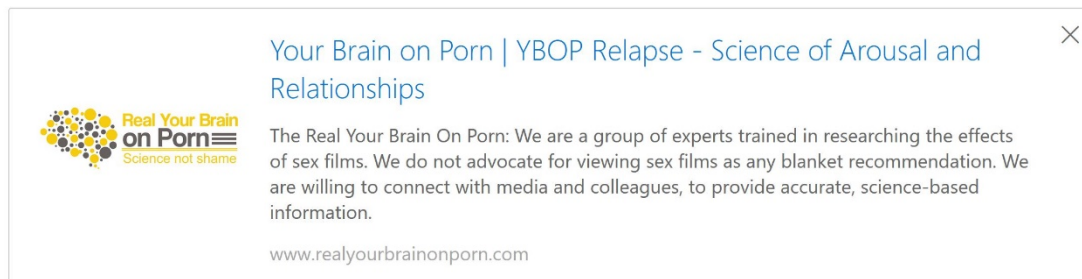 Your Brain on Porn | YBOP Relapse - Science of Arousal and
Relationships
Real Your Brain
on Porn
Science not shame
The Real Your Brain On Porn: We are a group of experts trained in researching the effects
of sex films. We do not advocate for viewing sex films as any blanket recommendation. We
are willing to connect with media and colleagues, to provide accurate, science-based
information.
www.realyourbrainonporn.com